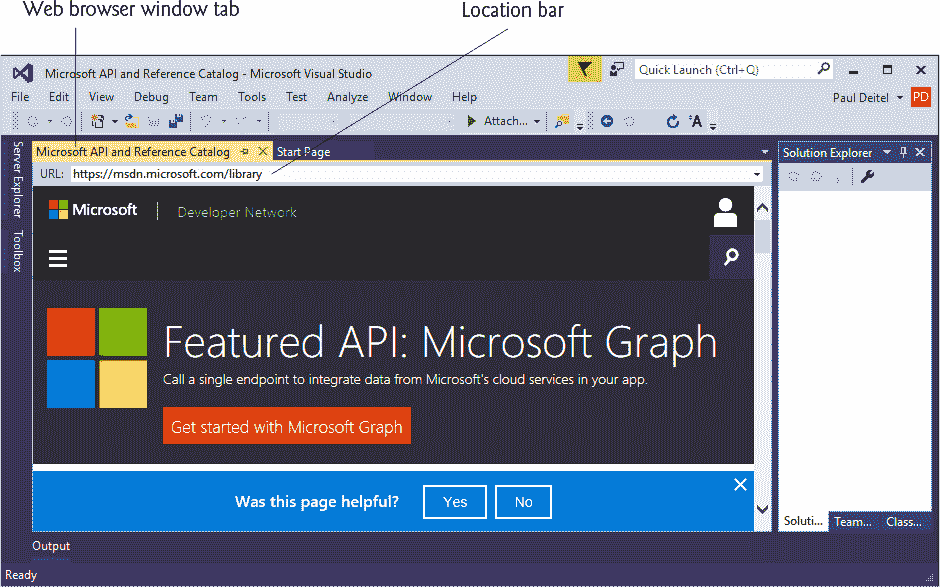 Web browser window tab
Location bar
Microsoft API and Reference Catalog - Microsoft Visual Studio
Quick Launch (Ctrl+Q)
File Edit View Debug Team Tools Test Analyze Window Help
Paul Deitel
PD
Attach...
Server Explorer
Toolbox
Microsoft API and Reference Catalog
Start Page
URL: https://msdn.microsoft.com/library
Microsoft
Developer Network
Featured API: Microsoft Graph
Call a single endpoint to integrate data from Microsoft's cloud services in your app.
Get started with Microsoft Graph
Was this page helpful?
Yes
No
Solution Explorer
Soluti...
Team...
Class...
Output
Ready